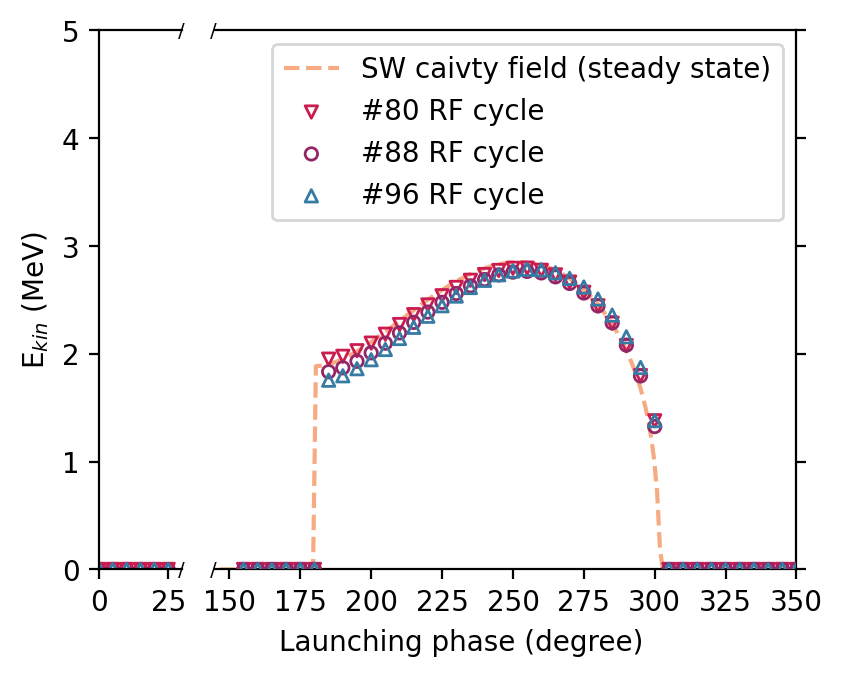 5
4
3
2
1
0
E_kin (MeV)
SW caivty field (steady state)
#80 RF cycle
#88 RF cycle
#96 RF cycle
0 25 150 175 200 225 250 275 300 325 350
Launching phase (degree)